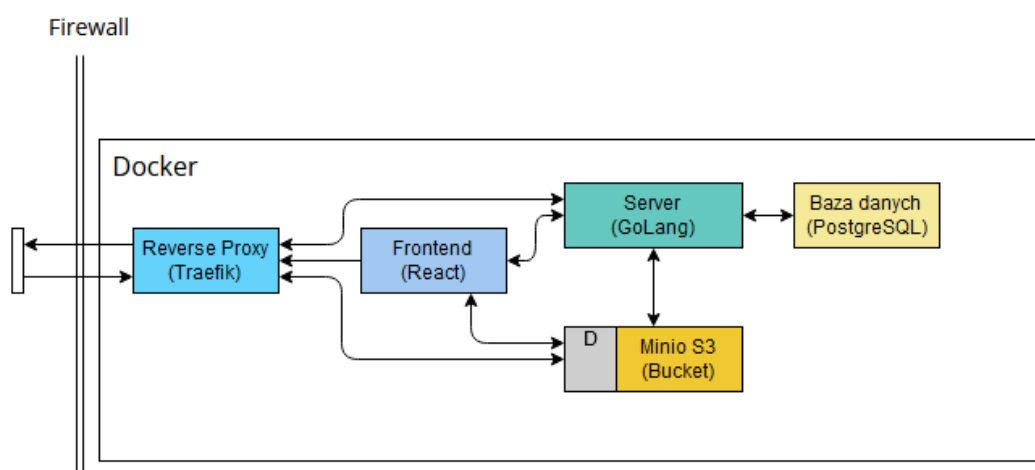 Firewall
Docker
Server
(GoLang)
Baza danych
(PostgreSQL)
Reverse Proxy
(Traefik)
Frontend
(React)
D
Minio S3
(Bucket)